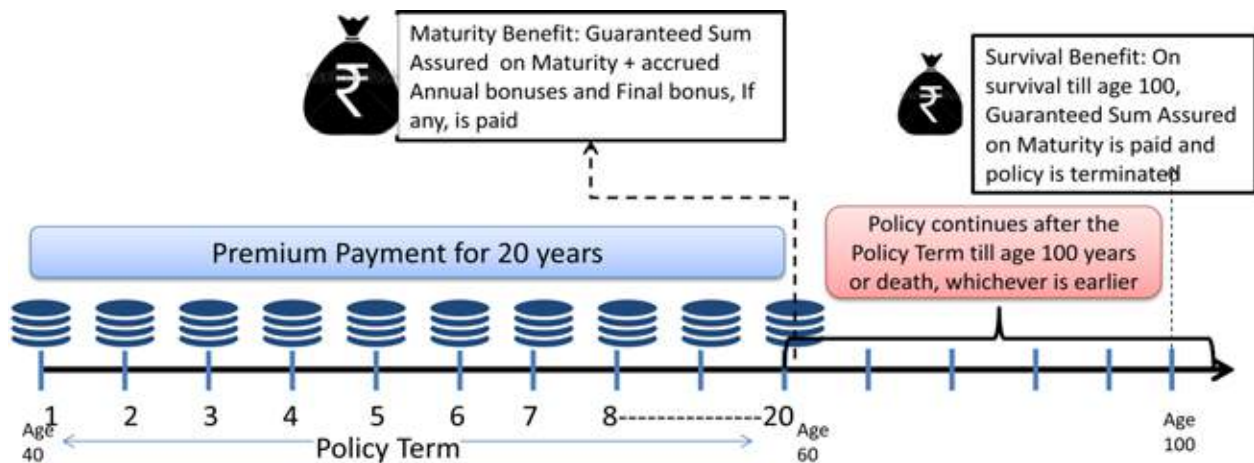 Maturity Benefit: Guaranteed Sum
Assured on Maturity + accrued
Annual bonuses and Final bonus, If
any, is paid
Survival Benefit: On
survival till age 100,
Guaranteed Sum Assured
on Maturity is paid and
policy is terminated
Premium Payment for 20 years
Policy continues after the
Policy Term till age 100 years
or death, whichever is earlier
₹
₹
1 2 3 4 5 6 7 8--------------20
Age
40
Policy Term
Age
60
Age
100